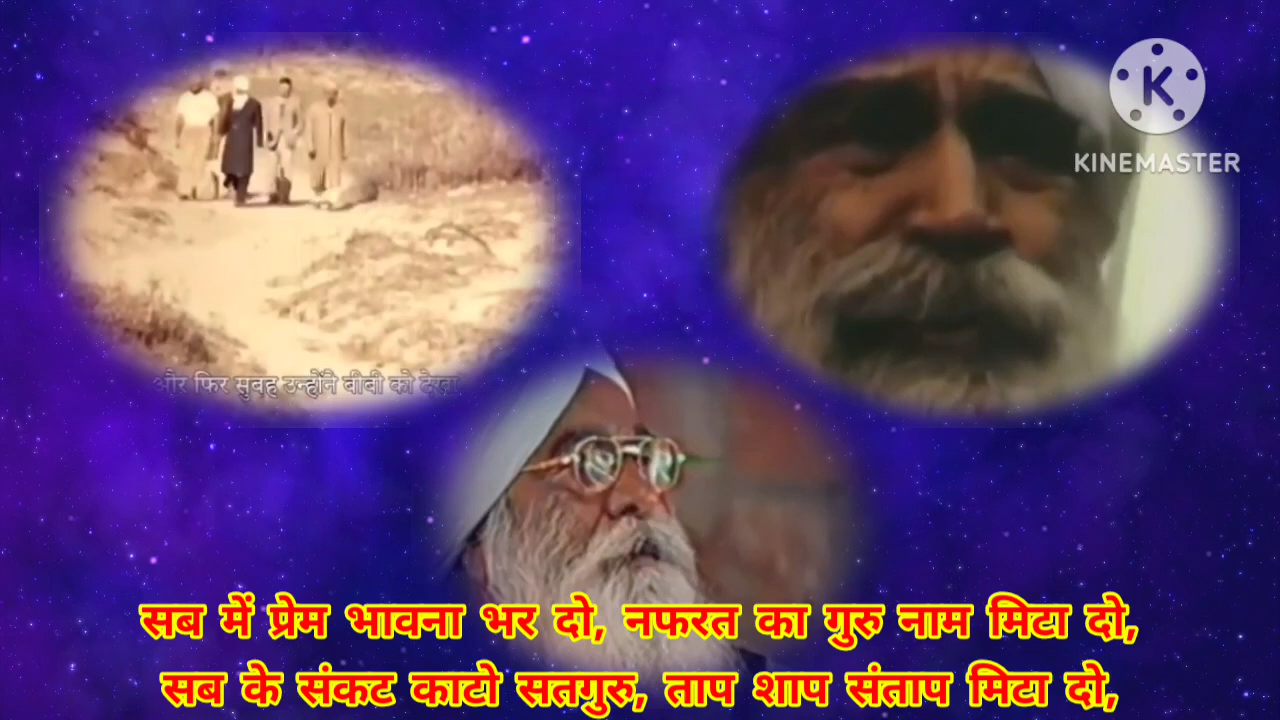 KINEMASTER
और फिर सुबह उन्होंने बीबी को देखा
सब में प्रेम भावना भर दो, नफरत का गुरु नाम मिटा दो,
सब के संकट काटो सतगुरु, ताप शाप संताप मिटा दो,